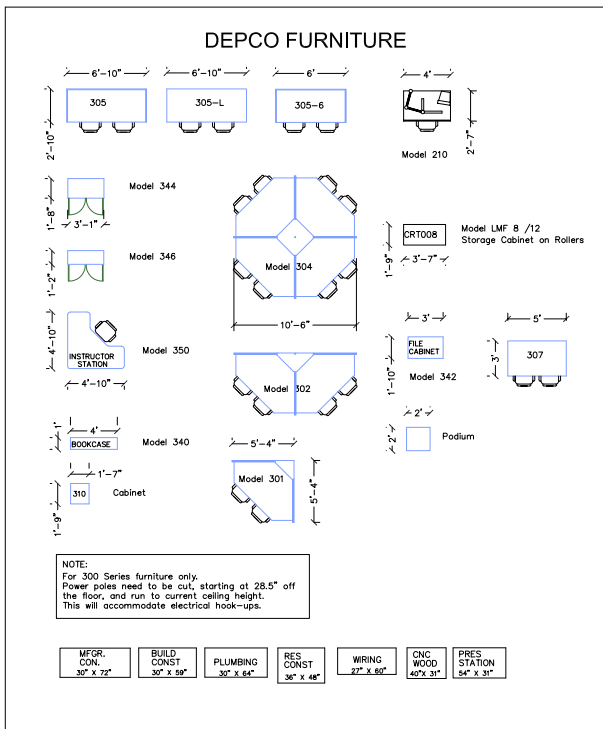 DEPCO FURNITURE
6'-10" 6'-10" 6' 4'
305 305-L 305-6
2'-10" 2'-7"
Model 210
Model 344
1'-8"
3'-1"
CRT008
Model LMF 8 /12
Storage Cabinet on Rollers
1'-9"
3'-7"
Model 346
1'-2"
Model 304
10'-6"
4'-10"
INSTRUCTOR
STATION
Model 350
4'-10"
3'
FILE
CABINET
1'-10"
Model 342
5'
3'
307
Model 302
1'
4'
BOOKCASE
Model 340
2'
2'
Podium
5'-4"
Model 301
5'-4"
1'-7"
310
Cabinet
1'-9"
NOTE:
For 300 Series furniture only.
Power poles need to be cut, starting at 28.5" off
the floor, and run to current ceiling height.
This will accommodate electrical hook-ups.
MFGR.
CON.
30" X 72"
BUILD
CONST
30" X 59"
PLUMBING
30" X 64"
RES
CONST
36" X 48"
WIRING
27" X 60"
CNC
WOOD
40"X 31"
PRES
STATION
54" X 31"